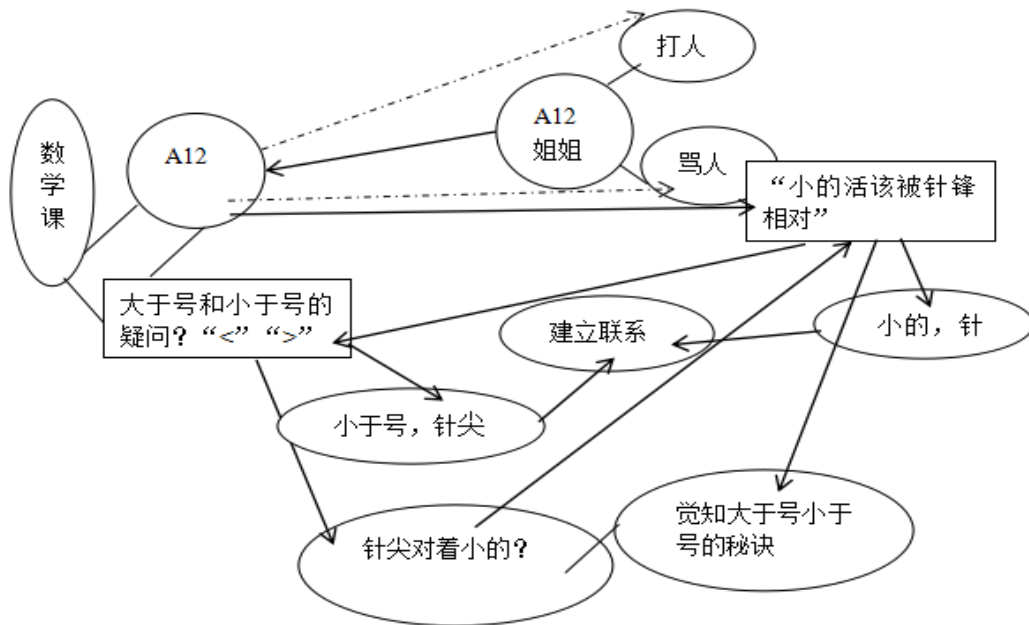 打人
A12
姐姐
数
学
课
A12
骂人
“小的活该被针锋
相对”
大于号和小于号的
疑问？“<”“>”
建立联系
小的，针
小于号，针尖
针尖对着小的？
觉知大于号小于
号的秘诀